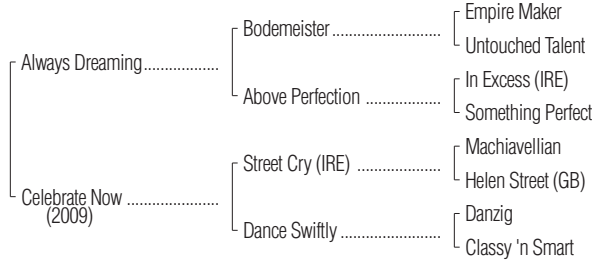 Empire Maker
Bodemeister
Untouched Talent
Always Dreaming
In Excess (IRE)
Above Perfection
Something Perfect
Machiavellian
Street Cry (IRE)
Helen Street (GB)
Celebrate Now
(2009)
Danzig
Dance Swiftly
Classy 'n Smart